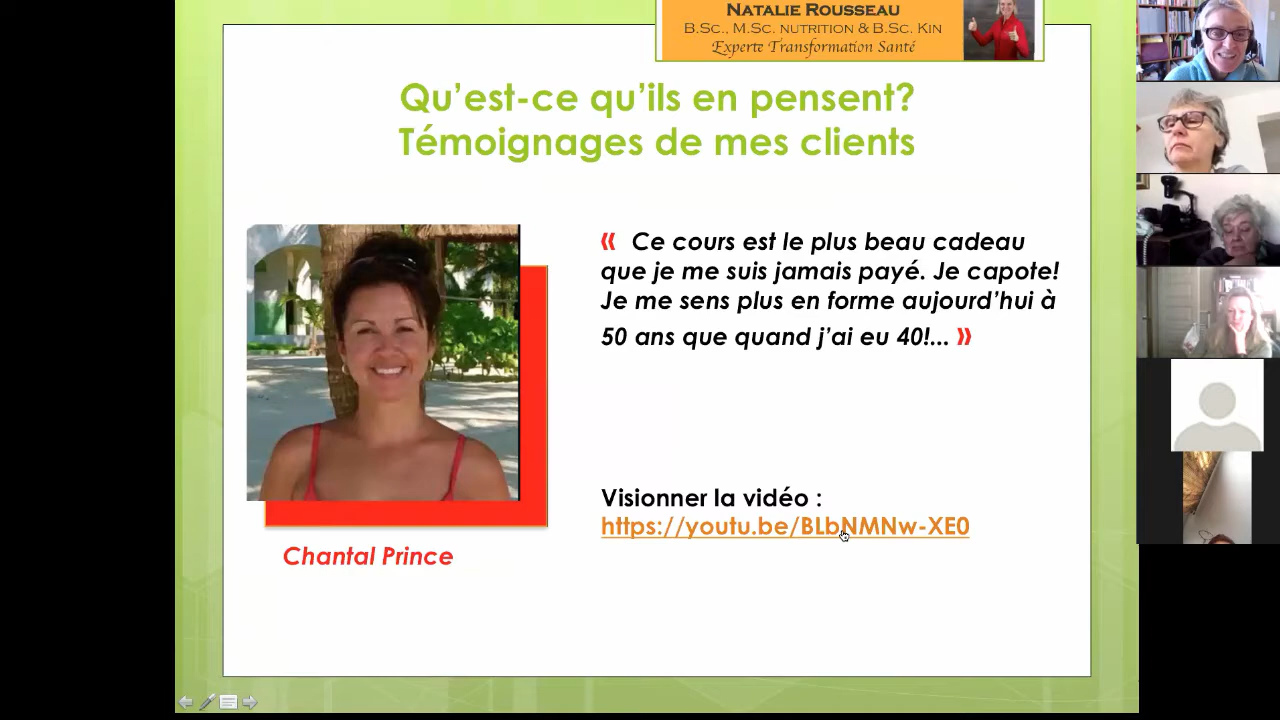 NATALIE ROUSSEAU
B.SC., M.SC. NUTRITION & B.SC. KIN
Experte Transformation Santé
Qu'est-ce qu'ils en pensent?
Témoignages de mes clients
« Ce cours est le plus beau cadeau
que je me suis jamais payé. Je capote!
Je me sens plus en forme aujourd'hui à
50 ans que quand j'ai eu 40!... »
Visionner la vidéo :
https://youtu.be/BLbNMNw-XE0
Chantal Prince